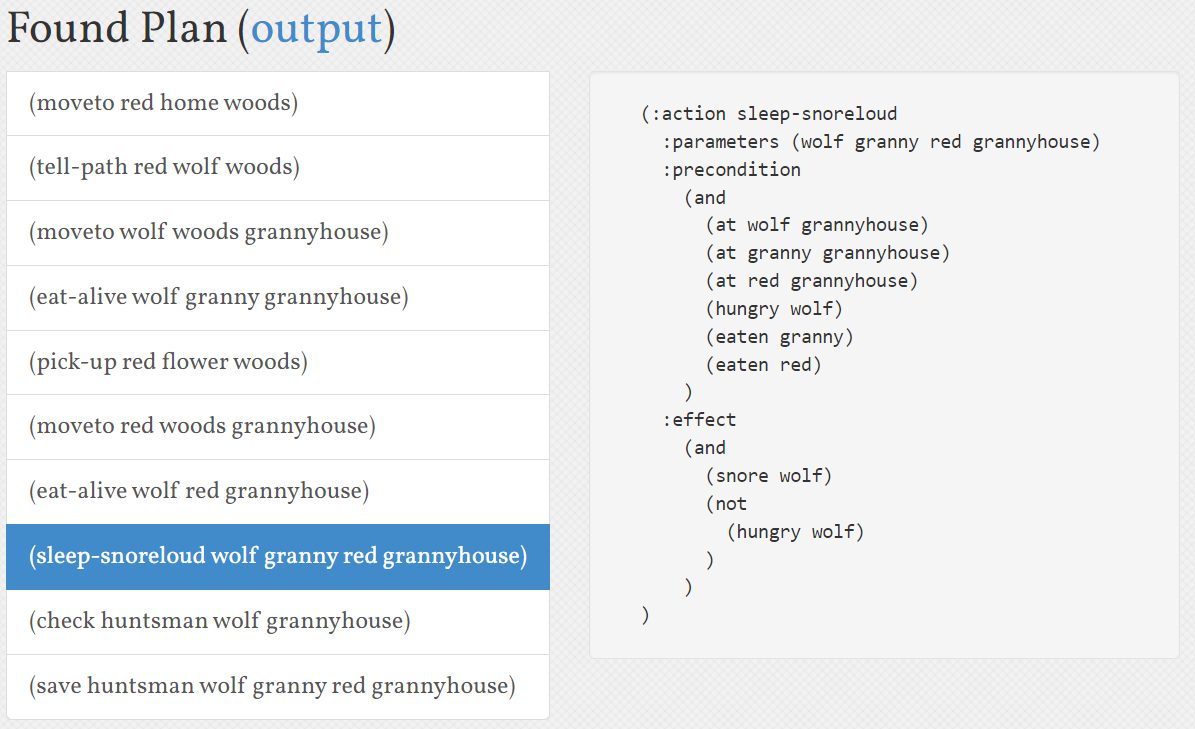 Found Plan (output)
(moveto red home woods)
(tell-path red wolf woods)
(moveto wolf woods grannyhouse)
(eat-alive wolf granny grannyhouse)
(pick-up red flower woods)
(moveto red woods grannyhouse)
(eat-alive wolf red grannyhouse)
(sleep-snoreloud wolf granny red grannyhouse)
(check huntsman wolf grannyhouse)
(save huntsman wolf granny red grannyhouse)
(:action sleep-snoreloud
  :parameters (wolf granny red grannyhouse)
  :precondition
    (and
      (at wolf grannyhouse)
      (at granny grannyhouse)
      (at red grannyhouse)
      (hungry wolf)
      (eaten granny)
      (eaten red)
    )
  :effect
    (and
      (snore wolf)
      (not
        (hungry wolf)
      )
    )
)